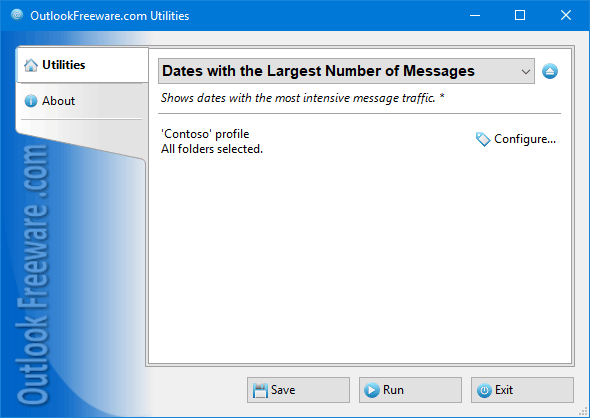 OutlookFreeware.com Utilities
Utilities
About
Dates with the Largest Number of Messages
Shows dates with the most intensive message traffic. *
'Contoso' profile
All folders selected.
Configure...
Outlook Freeware .com
Save
Run
Exit